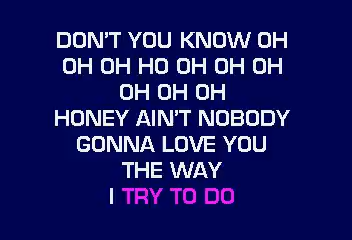 DON'T YOU KNOW OH
OH OH HO OH OH OH
OH OH OH
HONEY AIN'T NOBODY
GONNA LOVE YOU
THE WAY
I TRY TO DO